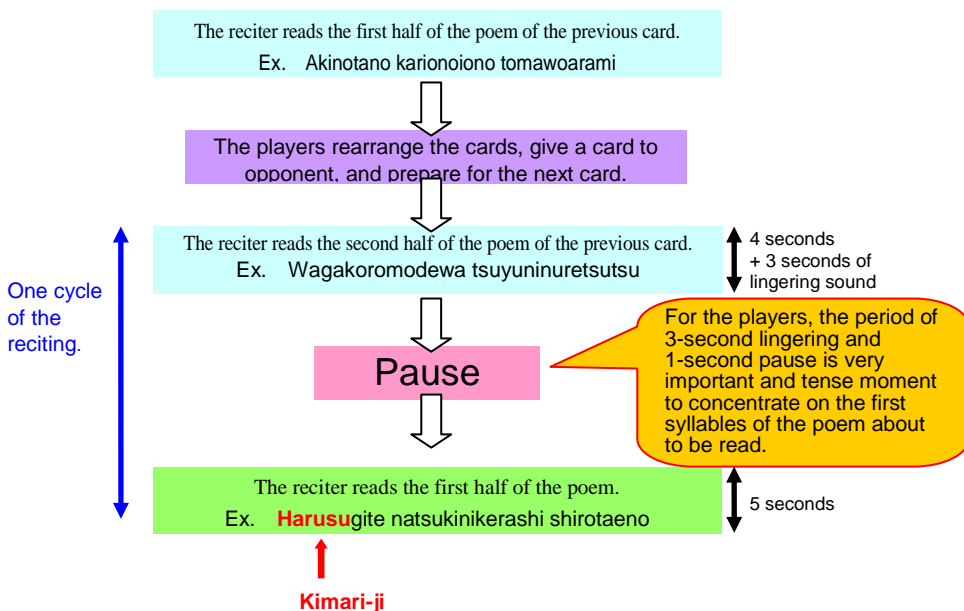 The reciter reads the first half of the poem of the previous card.
Ex. Akinotano karionoiono tomawoarami
The players rearrange the cards, give a card to
opponent, and prepare for the next card.
The reciter reads the second half of the poem of the previous card.
Ex. Wagakoromodewa tsuyuninuretsutsu
4 seconds
+ 3 seconds of
lingering sound
One cycle
of the
reciting.
Pause
For the players, the period of
3-second lingering and
1-second pause is very
important and tense moment
to concentrate on the first
syllables of the poem about
to be read.
The reciter reads the first half of the poem.
Ex. Harusugite natsukinikerashi shirotaeno
5 seconds
Kimari-ji